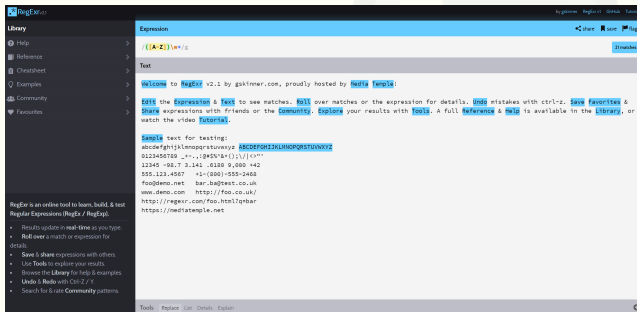 RegExr v2.1
by gskinner RegExr v1 GitHub Tutor
Library
Help
Reference
Cheatsheet
Examples
Community
Favourites
RegExr is an online tool to learn, build, & test
Regular Expressions (RegEx / RegExp).
Results update in real-time as you type.
Roll over a match or expression for
details.
Save & share expressions with others.
Use Tools to explore your results.
Browse the Library for help & examples.
Undo & Redo with Ctrl-Z / Y.
Search for & rate Community patterns.
Expression
share save flag
/([A-Z])\w+/g
21 matches
Text
Welcome to RegExr v2.1 by gskinner.com, proudly hosted by Media Temple!
Edit the Expression & Text to see matches. Roll over matches or the expression for details. Undo mistakes with ctrl-z. Save Favorites &
Share expressions with friends or the Community. Explore your results with Tools. A full Reference & Help is available in the Library, or
watch the video Tutorial.
Sample text for testing:
abcdefghijklmnopqrstuvwxyz ABCDEFGHIJKLMNOPQRSTUVWXYZ
0123456789 _+-.,!@#$%^&*();\/|<>"'
12345 -98.7 3.141 .6180 9,000 +42
555.123.4567 +1-(800)-555-2468
foo@demo.net bar.ba@test.co.uk
www.demo.com http://foo.co.uk/
http://regexr.com/foo.html?q=bar
https://mediatemple.net
Tools Replace List Details Explain